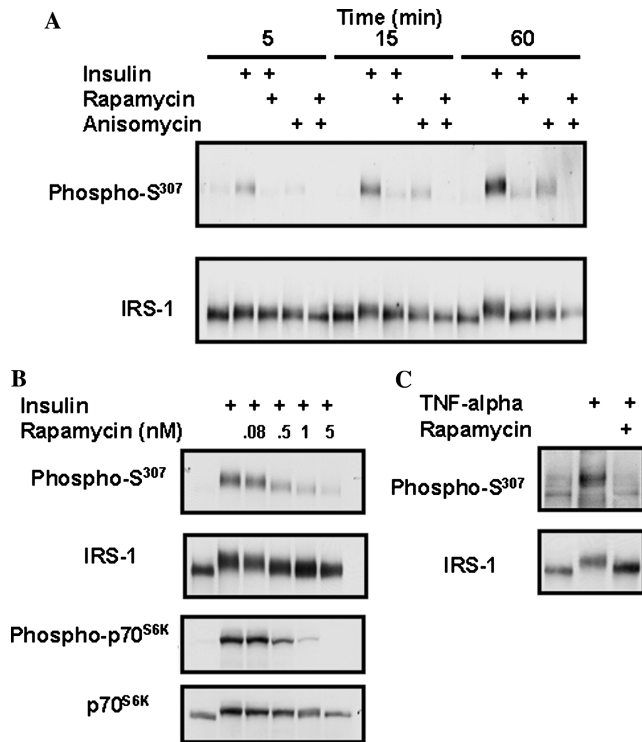 A
Time (min)
5 15 60
Insulin + + + + + +
Rapamycin + + + + + +
Anisomycin + + + + + +
Phospho-S307
IRS-1
B
Insulin + + + + +
Rapamycin (nM) .08 .5 1 5
Phospho-S307
IRS-1
Phospho-p70S6K
p70S6K
C
TNF-alpha + +
Rapamycin +
Phospho-S307
IRS-1